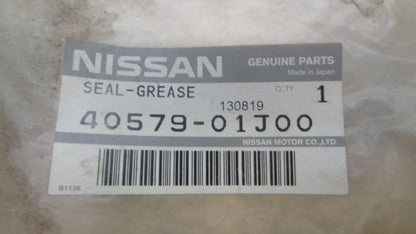 NISSAN
GENUINE PARTS
Made in Japan
SEAL-GREASE
130819
Q'TY 1
40579-01J00
NISSAN MOTOR CO.,LTD.
B1136